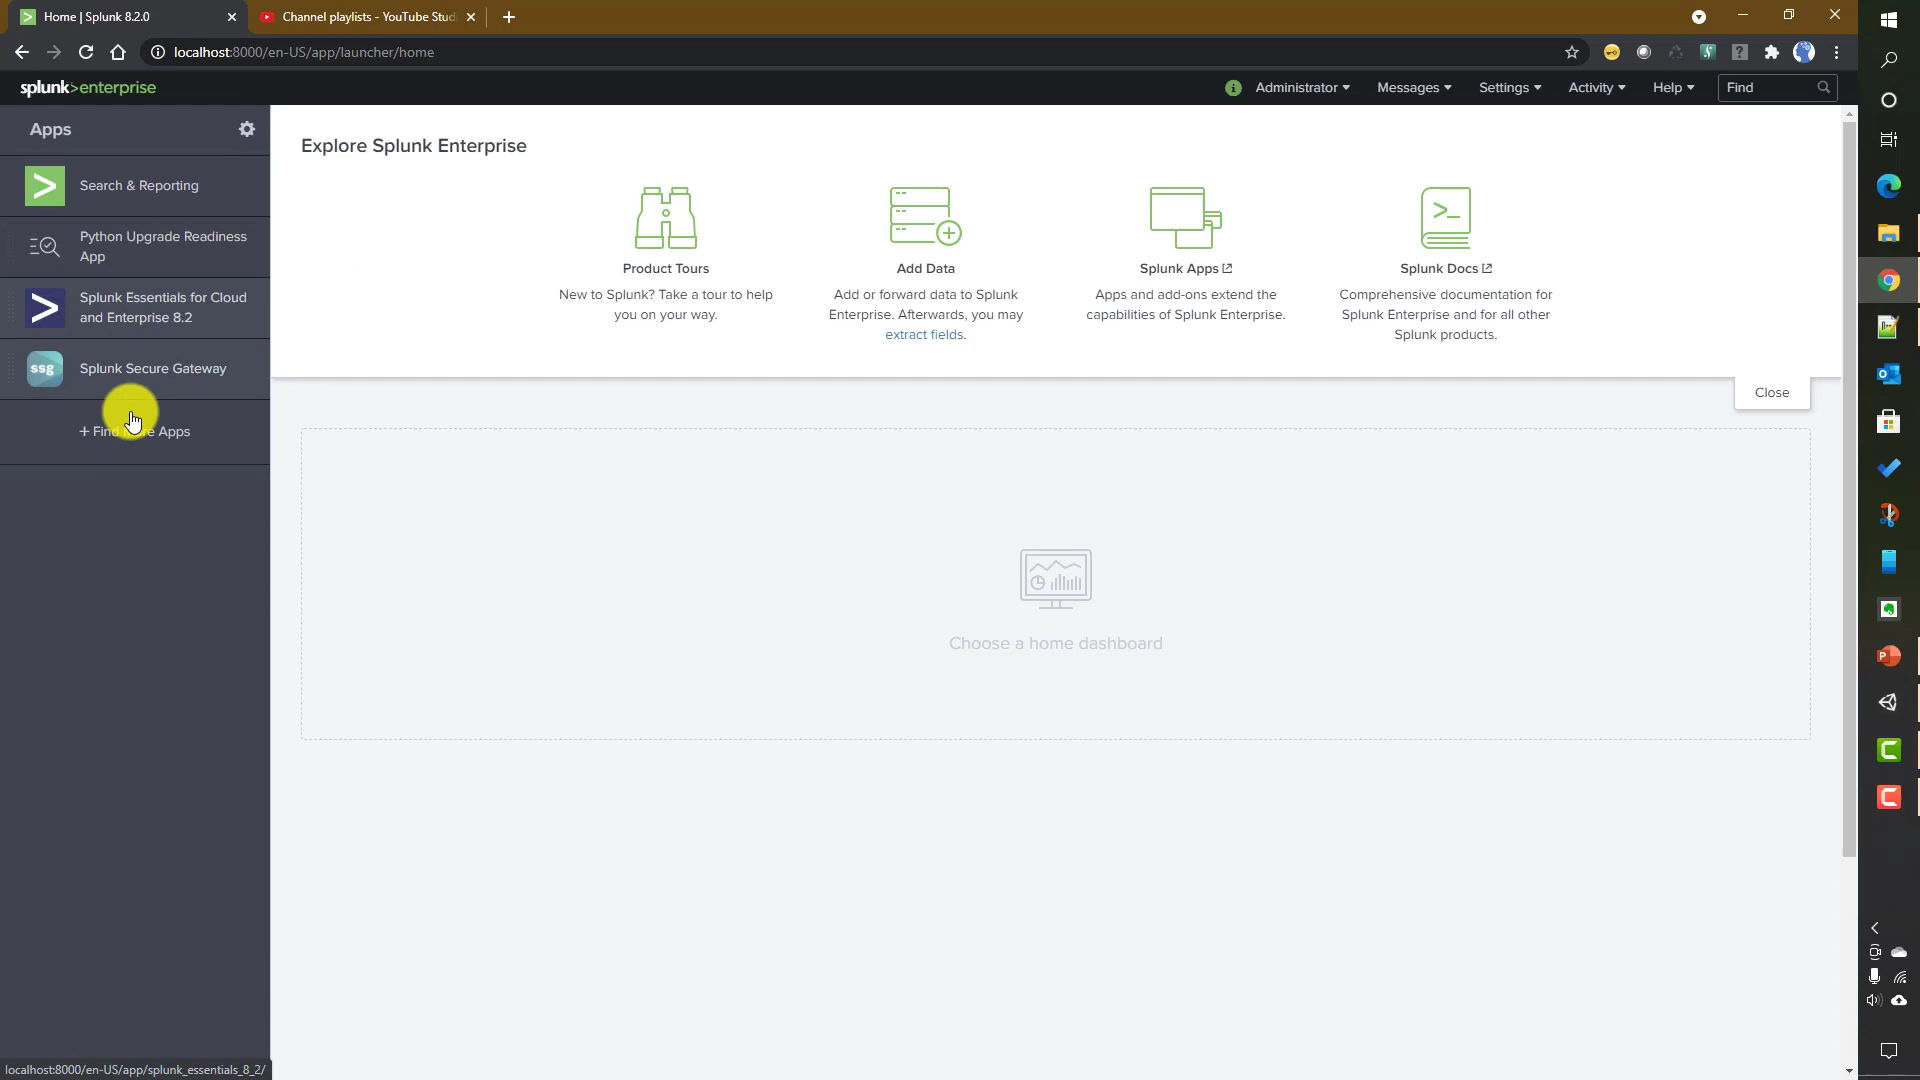 Home | Splunk 8.2.0
Channel playlists - YouTube Stud
localhost:8000/en-US/app/launcher/home
splunk>enterprise
i
Administrator
Messages
Settings
Activity
Help
Find
Apps
Search & Reporting
Python Upgrade Readiness
App
Splunk Essentials for Cloud
and Enterprise 8.2
ssg
Splunk Secure Gateway
+ Find Apps
Explore Splunk Enterprise
Product Tours
New to Splunk? Take a tour to help
you on your way.
Add Data
Add or forward data to Splunk
Enterprise. Afterwards, you may
extract fields.
Splunk Apps
Apps and add-ons extend the
capabilities of Splunk Enterprise.
Splunk Docs
Comprehensive documentation for
Splunk Enterprise and for all other
Splunk products.
Close
Choose a home dashboard
localhost:8000/en-US/app/splunk_essentials_8_2/